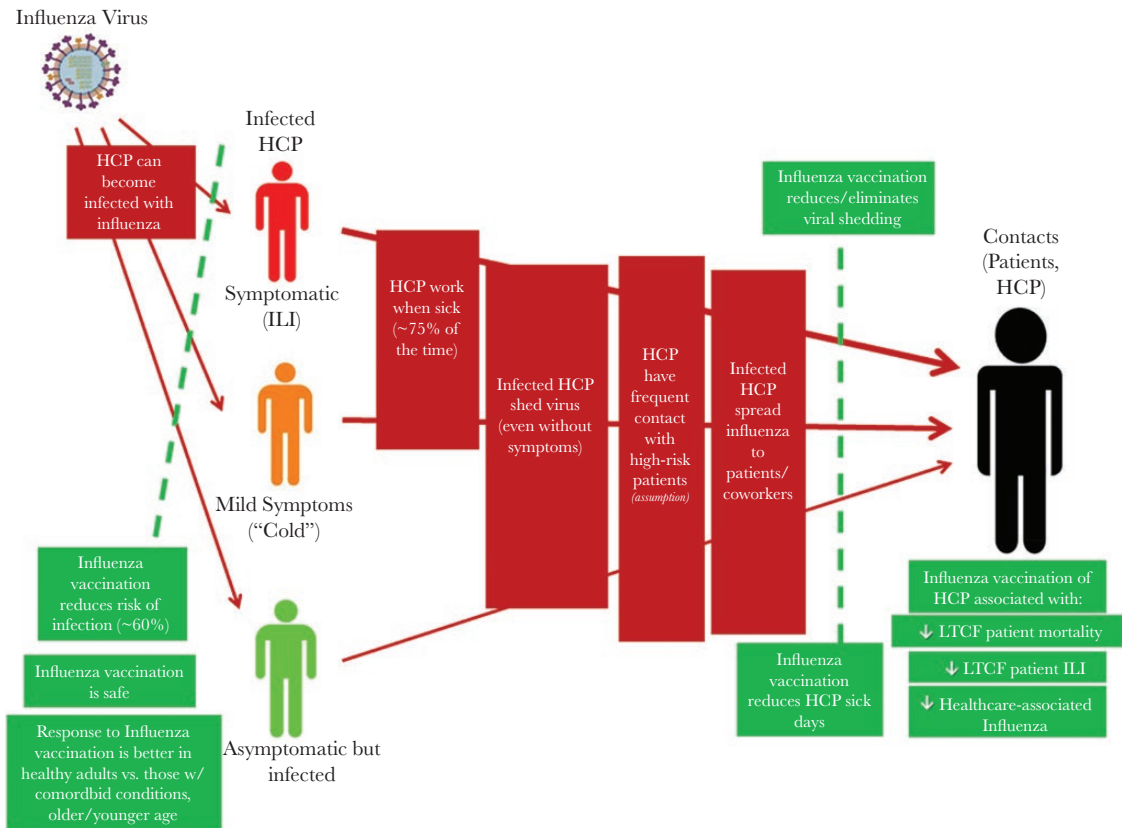 Influenza Virus
HCP can
become
infected with
influenza
Infected
HCP
Symptomatic
(ILI)
Mild Symptoms
(“Cold”)
Asymptomatic but
infected
Influenza
vaccination
reduces risk of
infection (~60%)
Influenza vaccination
is safe
Response to Influenza
vaccination is better in
healthy adults vs. those w/
comordbid conditions,
older/younger age
HCP work
when sick
(~75% of
the time)
Infected HCP
shed virus
(even without
symptoms)
HCP
have
frequent
contact
with
high-risk
patients
(assumption)
Infected
HCP
spread
influenza
to
patients/
coworkers
Influenza vaccination
reduces/eliminates
viral shedding
Influenza
vaccination
reduces HCP sick
days
Contacts
(Patients,
HCP)
Influenza vaccination of
HCP associated with:
↓ LTCF patient mortality
↓ LTCF patient ILI
↓ Healthcare-associated
Influenza